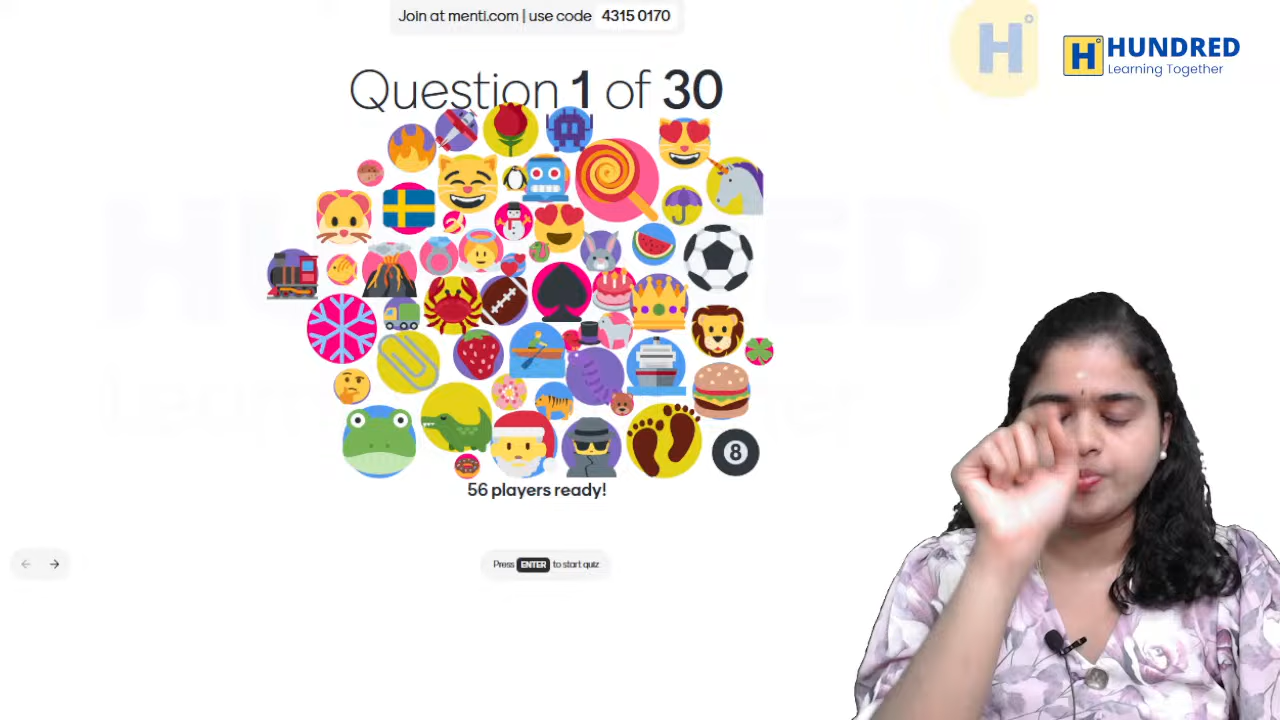 Join at menti.com | use code 4315 0170
H HUNDRED
Learning Together
Question 1 of 30
8
56 players ready!
Press ENTER to start quiz